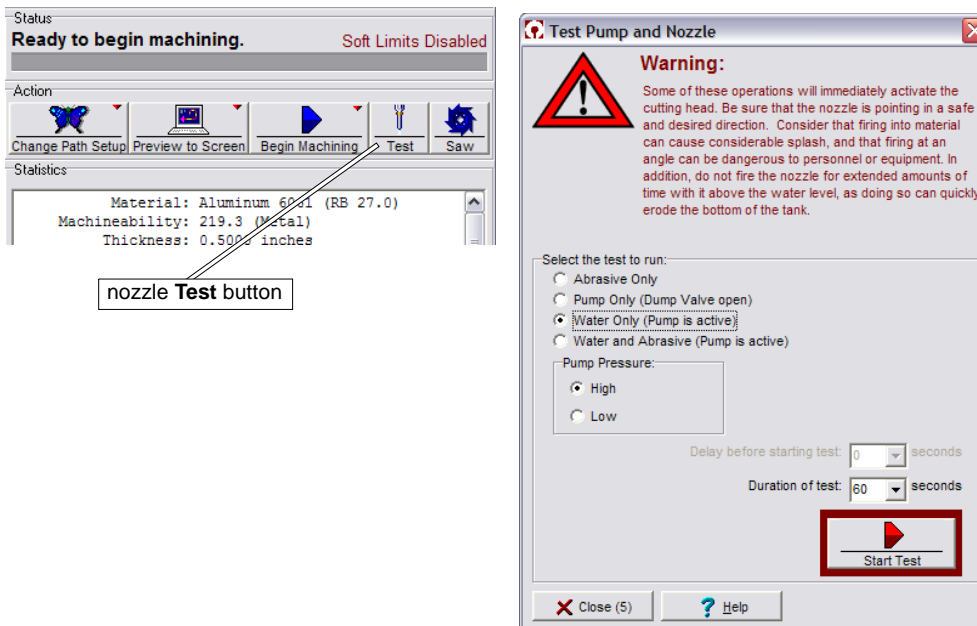 Status
Ready to begin machining. Soft Limits Disabled
Action
Change Path Setup Preview to Screen Begin Machining Test Saw
Statistics
Material: Aluminum 6061 (RB 27.0)
Machineability: 219.3 (Metal)
Thickness: 0.5000 inches
nozzle Test button
Test Pump and Nozzle
Warning:
Some of these operations will immediately activate the
cutting head. Be sure that the nozzle is pointing in a safe
and desired direction. Consider that firing into material
can cause considerable splash, and that firing at an
angle can be dangerous to personnel or equipment. In
addition, do not fire the nozzle for extended amounts of
time with it above the water level, as doing so can quickly
erode the bottom of the tank.
Select the test to run:
Abrasive Only
Pump Only (Dump Valve open)
Water Only (Pump is active)
Water and Abrasive (Pump is active)
Pump Pressure:
High
Low
Delay before starting test: 0 seconds
Duration of test: 60 seconds
Start Test
Close (5) Help